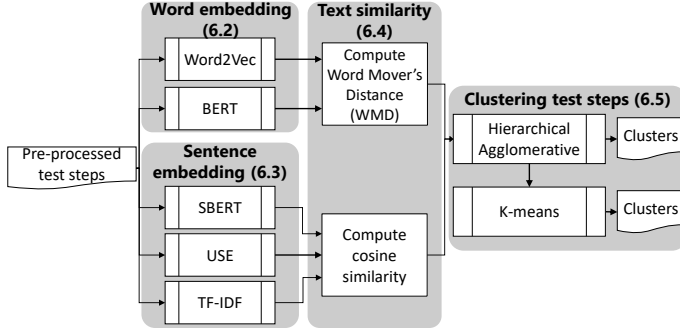 Word embedding
(6.2)
Word2Vec
BERT
Text similarity
(6.4)
Compute
Word Mover's
Distance
(WMD)
Pre-processed
test steps
Sentence
embedding (6.3)
SBERT
USE
TF-IDF
Compute
cosine
similarity
Clustering test steps (6.5)
Hierarchical
Agglomerative
Clusters
K-means
Clusters